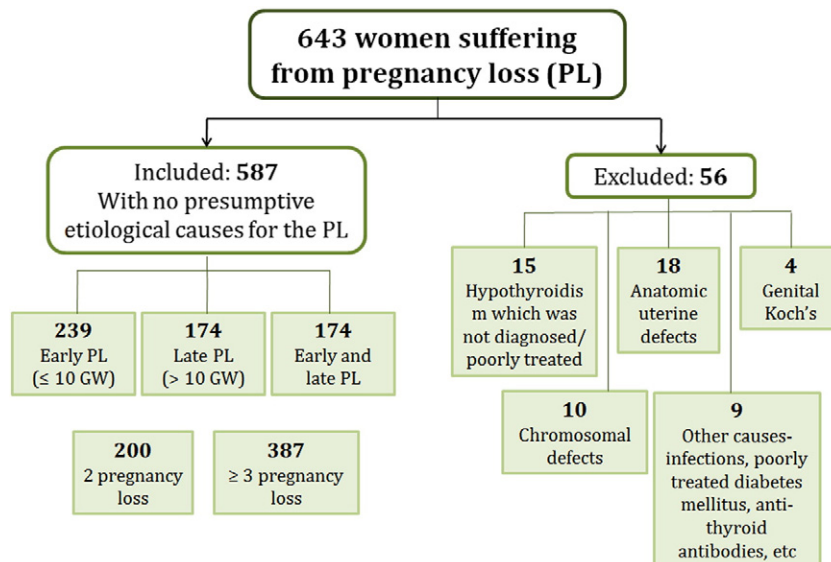 643 women suffering
from pregnancy loss (PL)
Included: 587
With no presumptive
etiological causes for the PL
Excluded: 56
239
Early PL
(≤ 10 GW)
174
Late PL
(> 10 GW)
174
Early and
late PL
200
2 pregnancy
loss
387
≥ 3 pregnancy
loss
15
Hypothyroidis
m which was
not diagnosed/
poorly treated
18
Anatomic
uterine
defects
4
Genital
Koch's
10
Chromosomal
defects
9
Other causes-
infections, poorly
treated diabetes
mellitus, anti-
thyroid
antibodies, etc